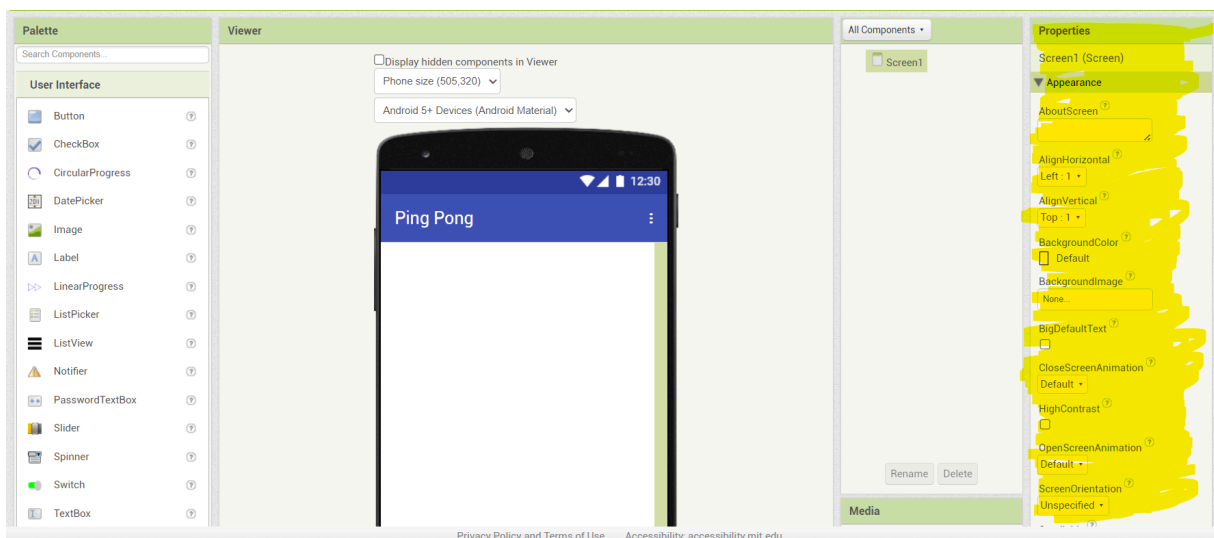 Palette
Search Components...
User Interface
Button
CheckBox
CircularProgress
DatePicker
Image
Label
LinearProgress
ListPicker
ListView
Notifier
PasswordTextBox
Slider
Spinner
Switch
TextBox
Viewer
Display hidden components in Viewer
Phone size (505,320)
Android 5+ Devices (Android Material)
12:30
Ping Pong
All Components
Screen1
Rename Delete
Media
Properties
Screen1 (Screen)
Appearance
AboutScreen
AlignHorizontal
Left : 1
AlignVertical
Top : 1
BackgroundColor
Default
BackgroundImage
None...
BigDefaultText
CloseScreenAnimation
Default
HighContrast
OpenScreenAnimation
Default
ScreenOrientation
Unspecified
Privacy Policy and Terms of Use Accessibility: accessibility.mit.edu